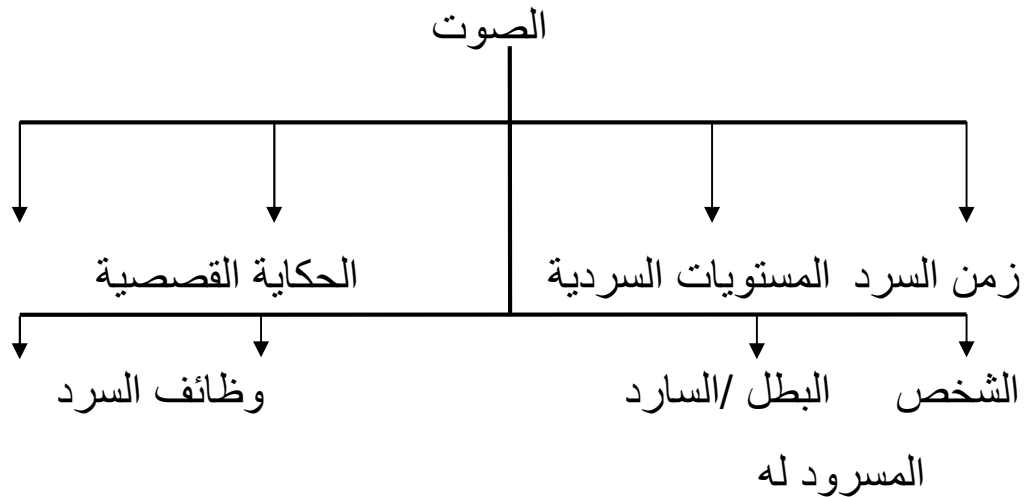 الصوت
زمن السرد المستويات السردية الحكاية القصصية
الشخص البطل /السارد وظائف السرد
المسرود له